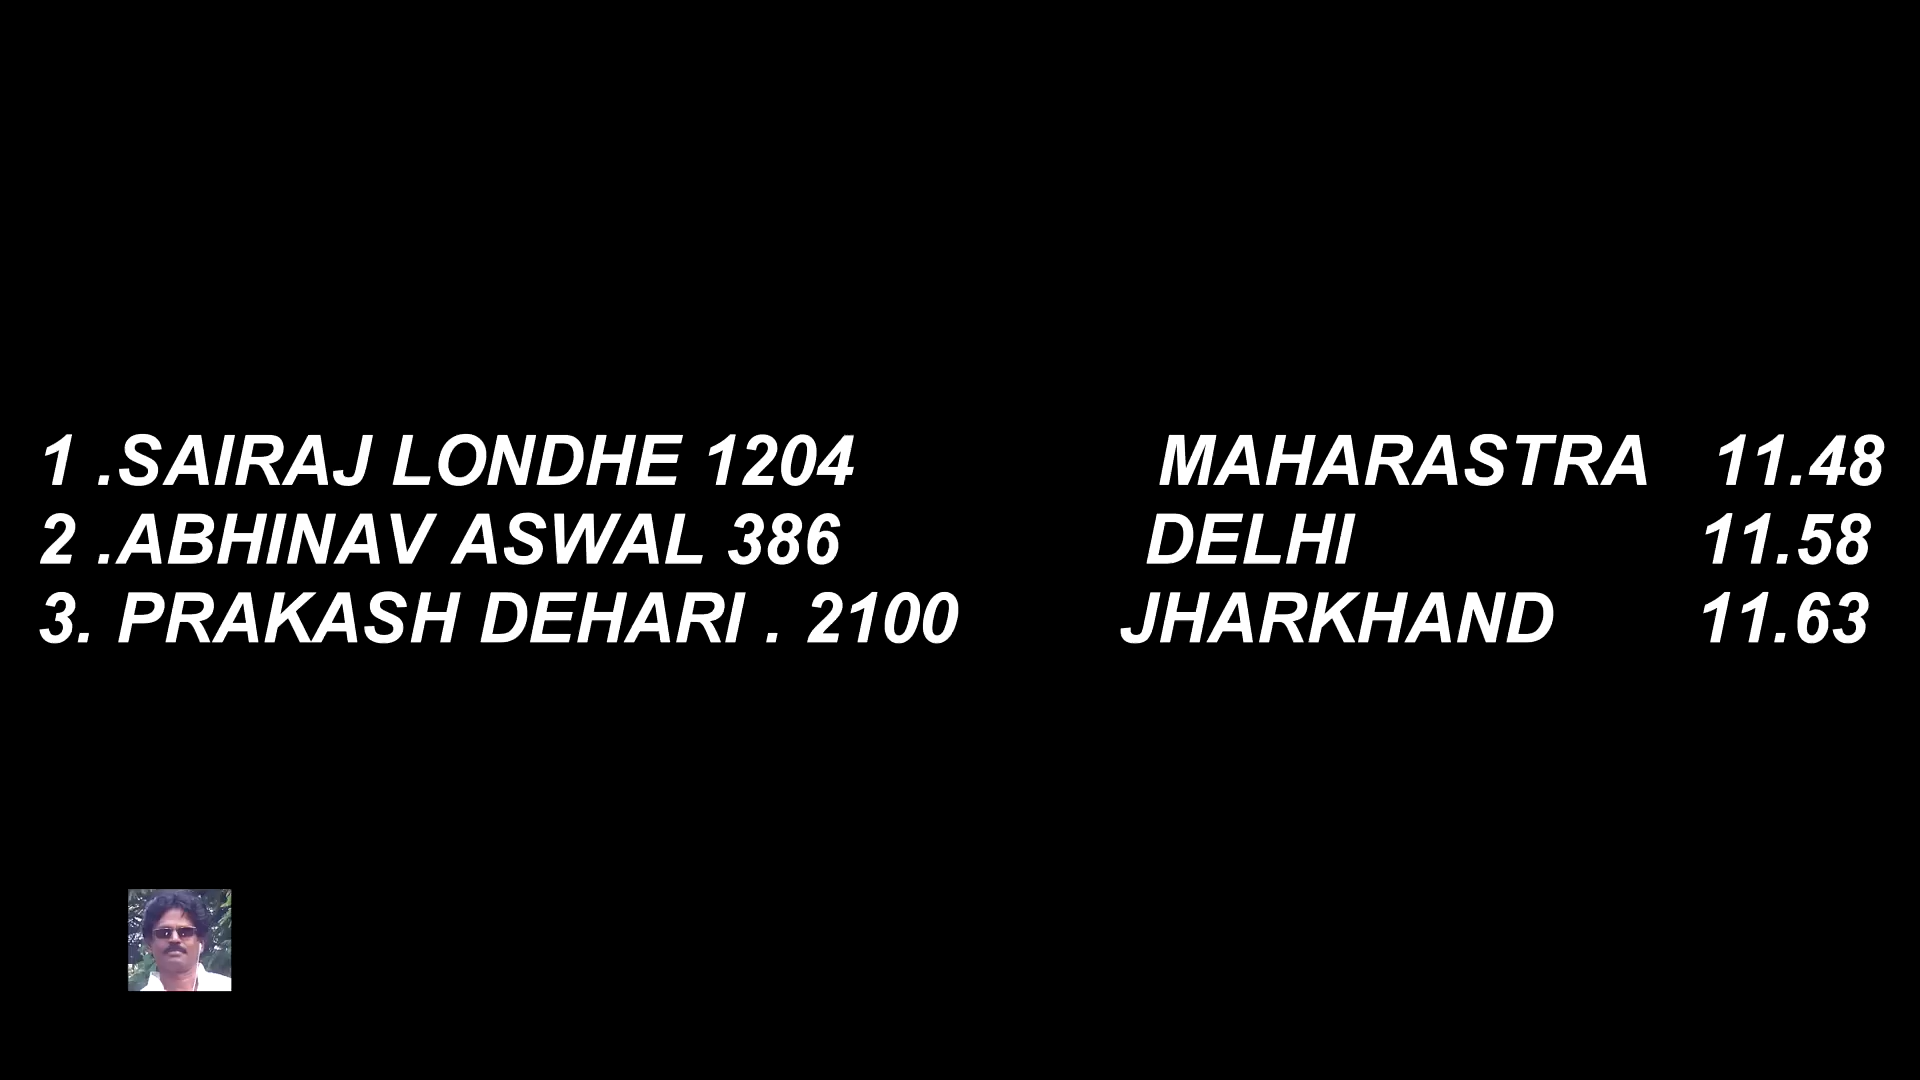 1 .SAIRAJ LONDHE 1204 MAHARASTRA 11.48
2 .ABHINAV ASWAL 386 DELHI 11.58
3. PRAKASH DEHARI . 2100 JHARKHAND 11.63